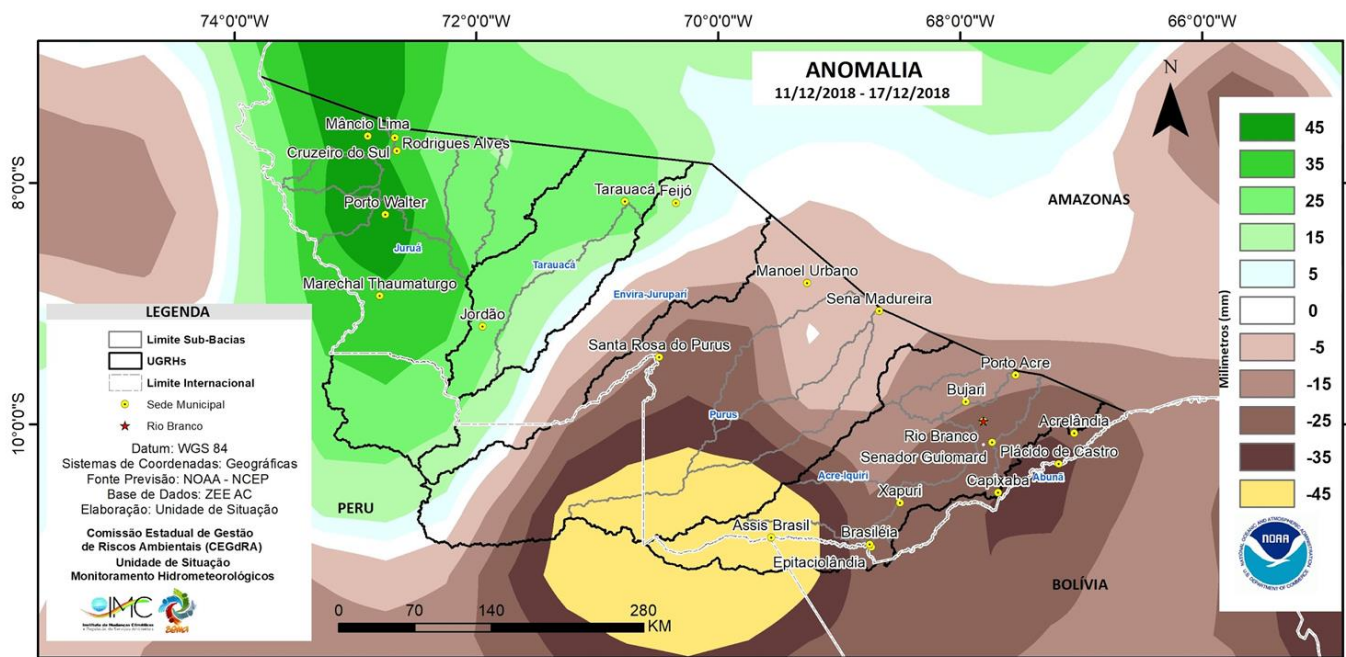 74°0'0"W
72°0'0"W
70°0'0"W
68°0'0"W
66°0'0"W
8°0'0"S
10°0'0"S
ANOMALIA
11/12/2018 - 17/12/2018
N
Milimetros (mm)
45
35
25
15
5
0
-5
-15
-25
-35
-45
NOAA
AMAZONAS
PERU
BOLÍVIA
Mâncio Lima
Rodrigues Alves
Cruzeiro do Sul
Porto Walter
Juruá
Marechal Thaumaturgo
Tarauacá
Feijó
Tarauacá
Jordão
Envira-Jurupari
Manoel Urbano
Sena Madureira
Santa Rosa do Purus
Purus
Porto Acre
Bujari
Rio Branco
Acrelândia
Senador Guiomard
Plácido de Castro
Abunã
Capixaba
Acre-Iquiri
Xapuri
Assis Brasil
Brasiléia
Epitaciolândia
LEGENDA
Limite Sub-Bacias
UGRHs
Limite Internacional
Sede Municipal
Rio Branco
Datum: WGS 84
Sistemas de Coordenadas: Geográficas
Fonte Previsão: NOAA - NCEP
Base de Dados: ZEE AC
Elaboração: Unidade de Situação
Comissão Estadual de Gestão
de Riscos Ambientais (CEGdRA)
Unidade de Situação
Monitoramento Hidrometeorológicos
IMC
0
70
140
280
KM